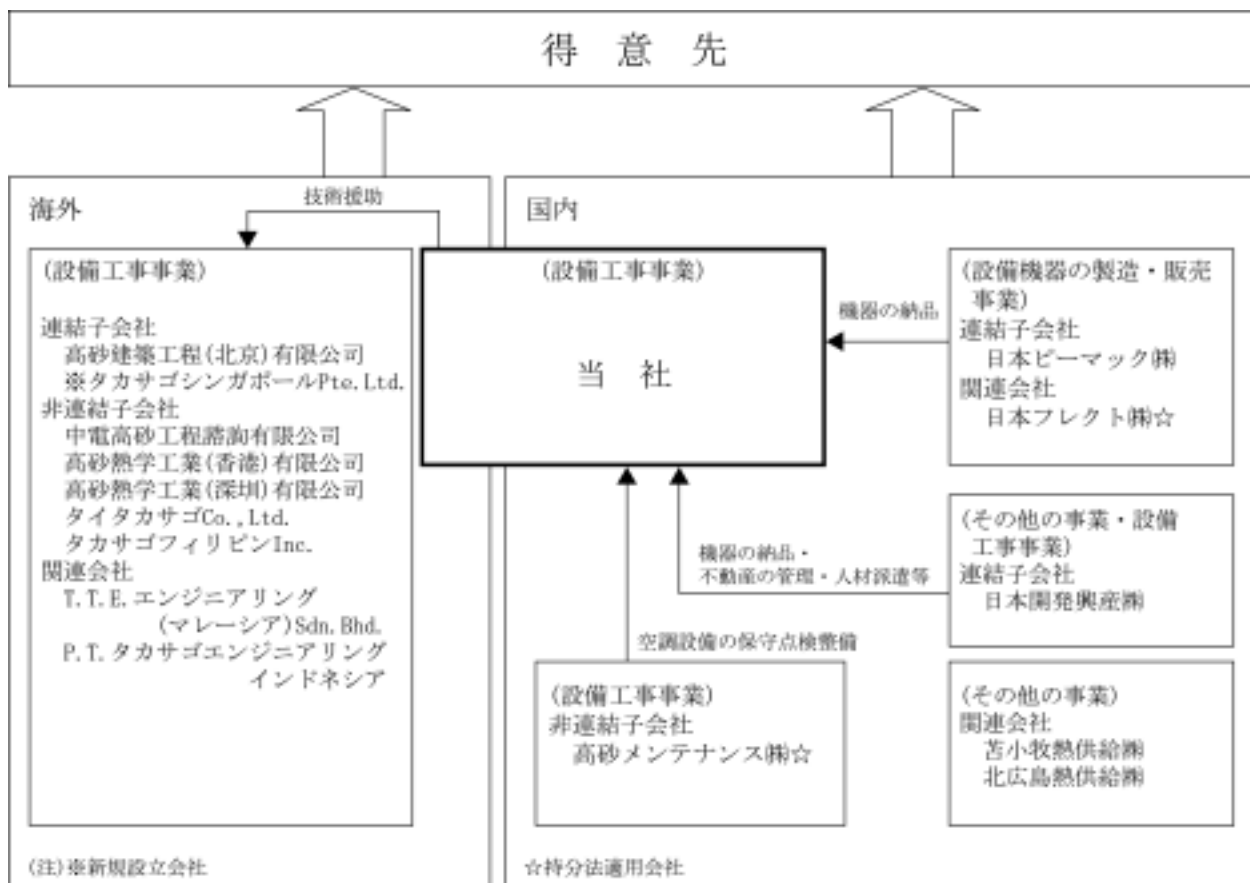 得意先
海外
技術援助
(設備工事事業)
連結子会社
高砂建築工程(北京)有限公司
※タカサゴシンガポールPte.Ltd.
非連結子会社
中電高砂工程諮詢有限公司
高砂熱学工業(香港)有限公司
高砂熱学工業(深圳)有限公司
タイタカサゴCo.,Ltd.
タカサゴフィリピンInc.
関連会社
T.T.E.エンジニアリング
(マレーシア)Sdn.Bhd.
P.T.タカサゴエンジニアリング
インドネシア
(注)※新規設立会社
国内
(設備工事事業)
当社
機器の納品
(設備機器の製造・販売
事業)
連結子会社
日本ピーマック㈱
関連会社
日本フレクト㈱☆
機器の納品・
不動産の管理・人材派遣等
(その他の事業・設備
工事事業)
連結子会社
日本開発興産㈱
空調設備の保守点検整備
(設備工事事業)
非連結子会社
高砂メンテナンス㈱☆
(その他の事業)
関連会社
苫小牧熱供給㈱
北広島熱供給㈱
☆持分法適用会社